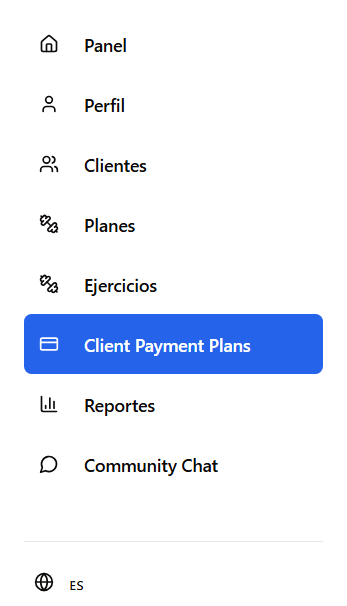 Panel
Perfil
Clientes
Planes
Ejercicios
Client Payment Plans
Reportes
Community Chat
ES